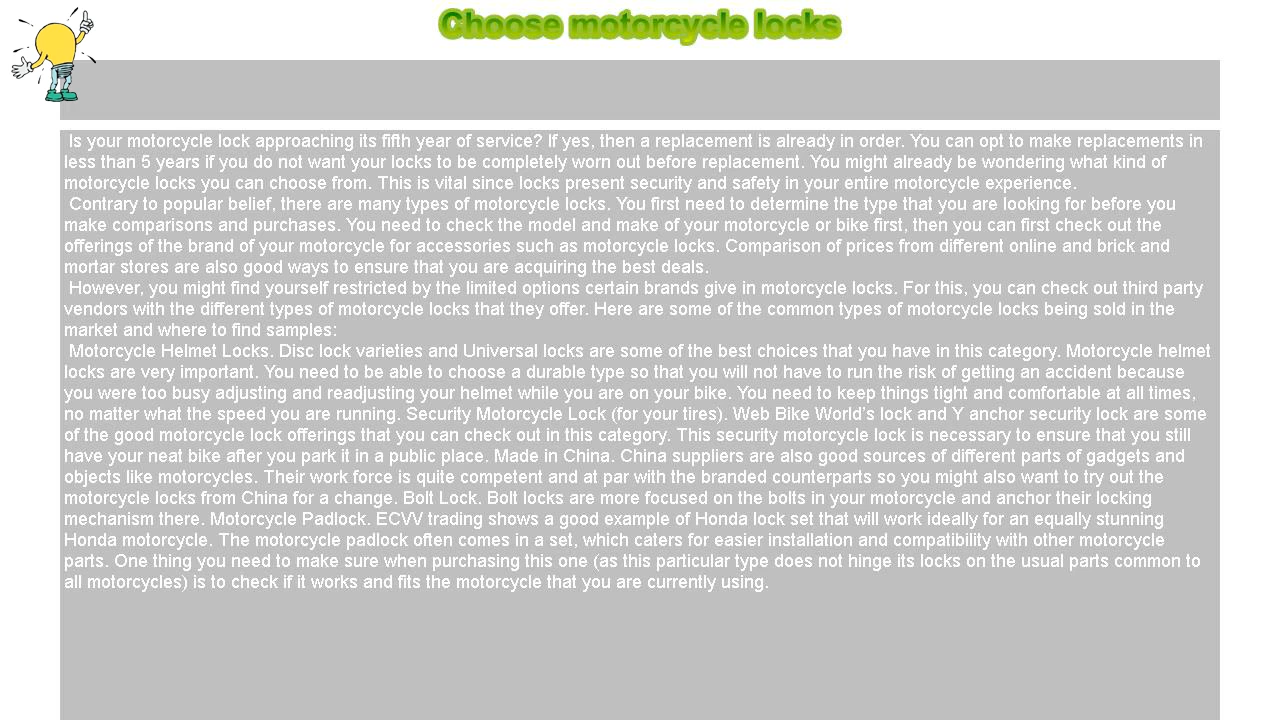 Choose motorcycle locks
Is your motorcycle lock approaching its fifth year of service? If yes, then a replacement is already in order. You can opt to make replacements in
less than 5 years if you do not want your locks to be completely worn out before replacement. You might already be wondering what kind of
motorcycle locks you can choose from. This is vital since locks present security and safety in your entire motorcycle experience.
Contrary to popular belief, there are many types of motorcycle locks. You first need to determine the type that you are looking for before you
make comparisons and purchases. You need to check the model and make of your motorcycle or bike first, then you can first check out the
offerings of the brand of your motorcycle for accessories such as motorcycle locks. Comparison of prices from different online and brick and
mortar stores are also good ways to ensure that you are acquiring the best deals.
However, you might find yourself restricted by the limited options certain brands give in motorcycle locks. For this, you can check out third party
vendors with the different types of motorcycle locks that they offer. Here are some of the common types of motorcycle locks being sold in the
market and where to find samples:
Motorcycle Helmet Locks. Disc lock varieties and Universal locks are some of the best choices that you have in this category. Motorcycle helmet
locks are very important. You need to be able to choose a durable type so that you will not have to run the risk of getting an accident because
you were too busy adjusting and readjusting your helmet while you are on your bike. You need to keep things tight and comfortable at all times,
no matter what the speed you are running. Security Motorcycle Lock (for your tires). Web Bike World's lock and Y anchor security lock are some
of the good motorcycle lock offerings that you can check out in this category. This security motorcycle lock is necessary to ensure that you still
have your neat bike after you park it in a public place. Made in China. China suppliers are also good sources of different parts of gadgets and
objects like motorcycles. Their work force is quite competent and at par with the branded counterparts so you might also want to try out the
motorcycle locks from China for a change. Bolt Lock. Bolt locks are more focused on the bolts in your motorcycle and anchor their locking
mechanism there. Motorcycle Padlock. ECVV trading shows a good example of Honda lock set that will work ideally for an equally stunning
Honda motorcycle. The motorcycle padlock often comes in a set, which caters for easier installation and compatibility with other motorcycle
parts. One thing you need to make sure when purchasing this one (as this particular type does not hinge its locks on the usual parts common to
all motorcycles) is to check if it works and fits the motorcycle that you are currently using.